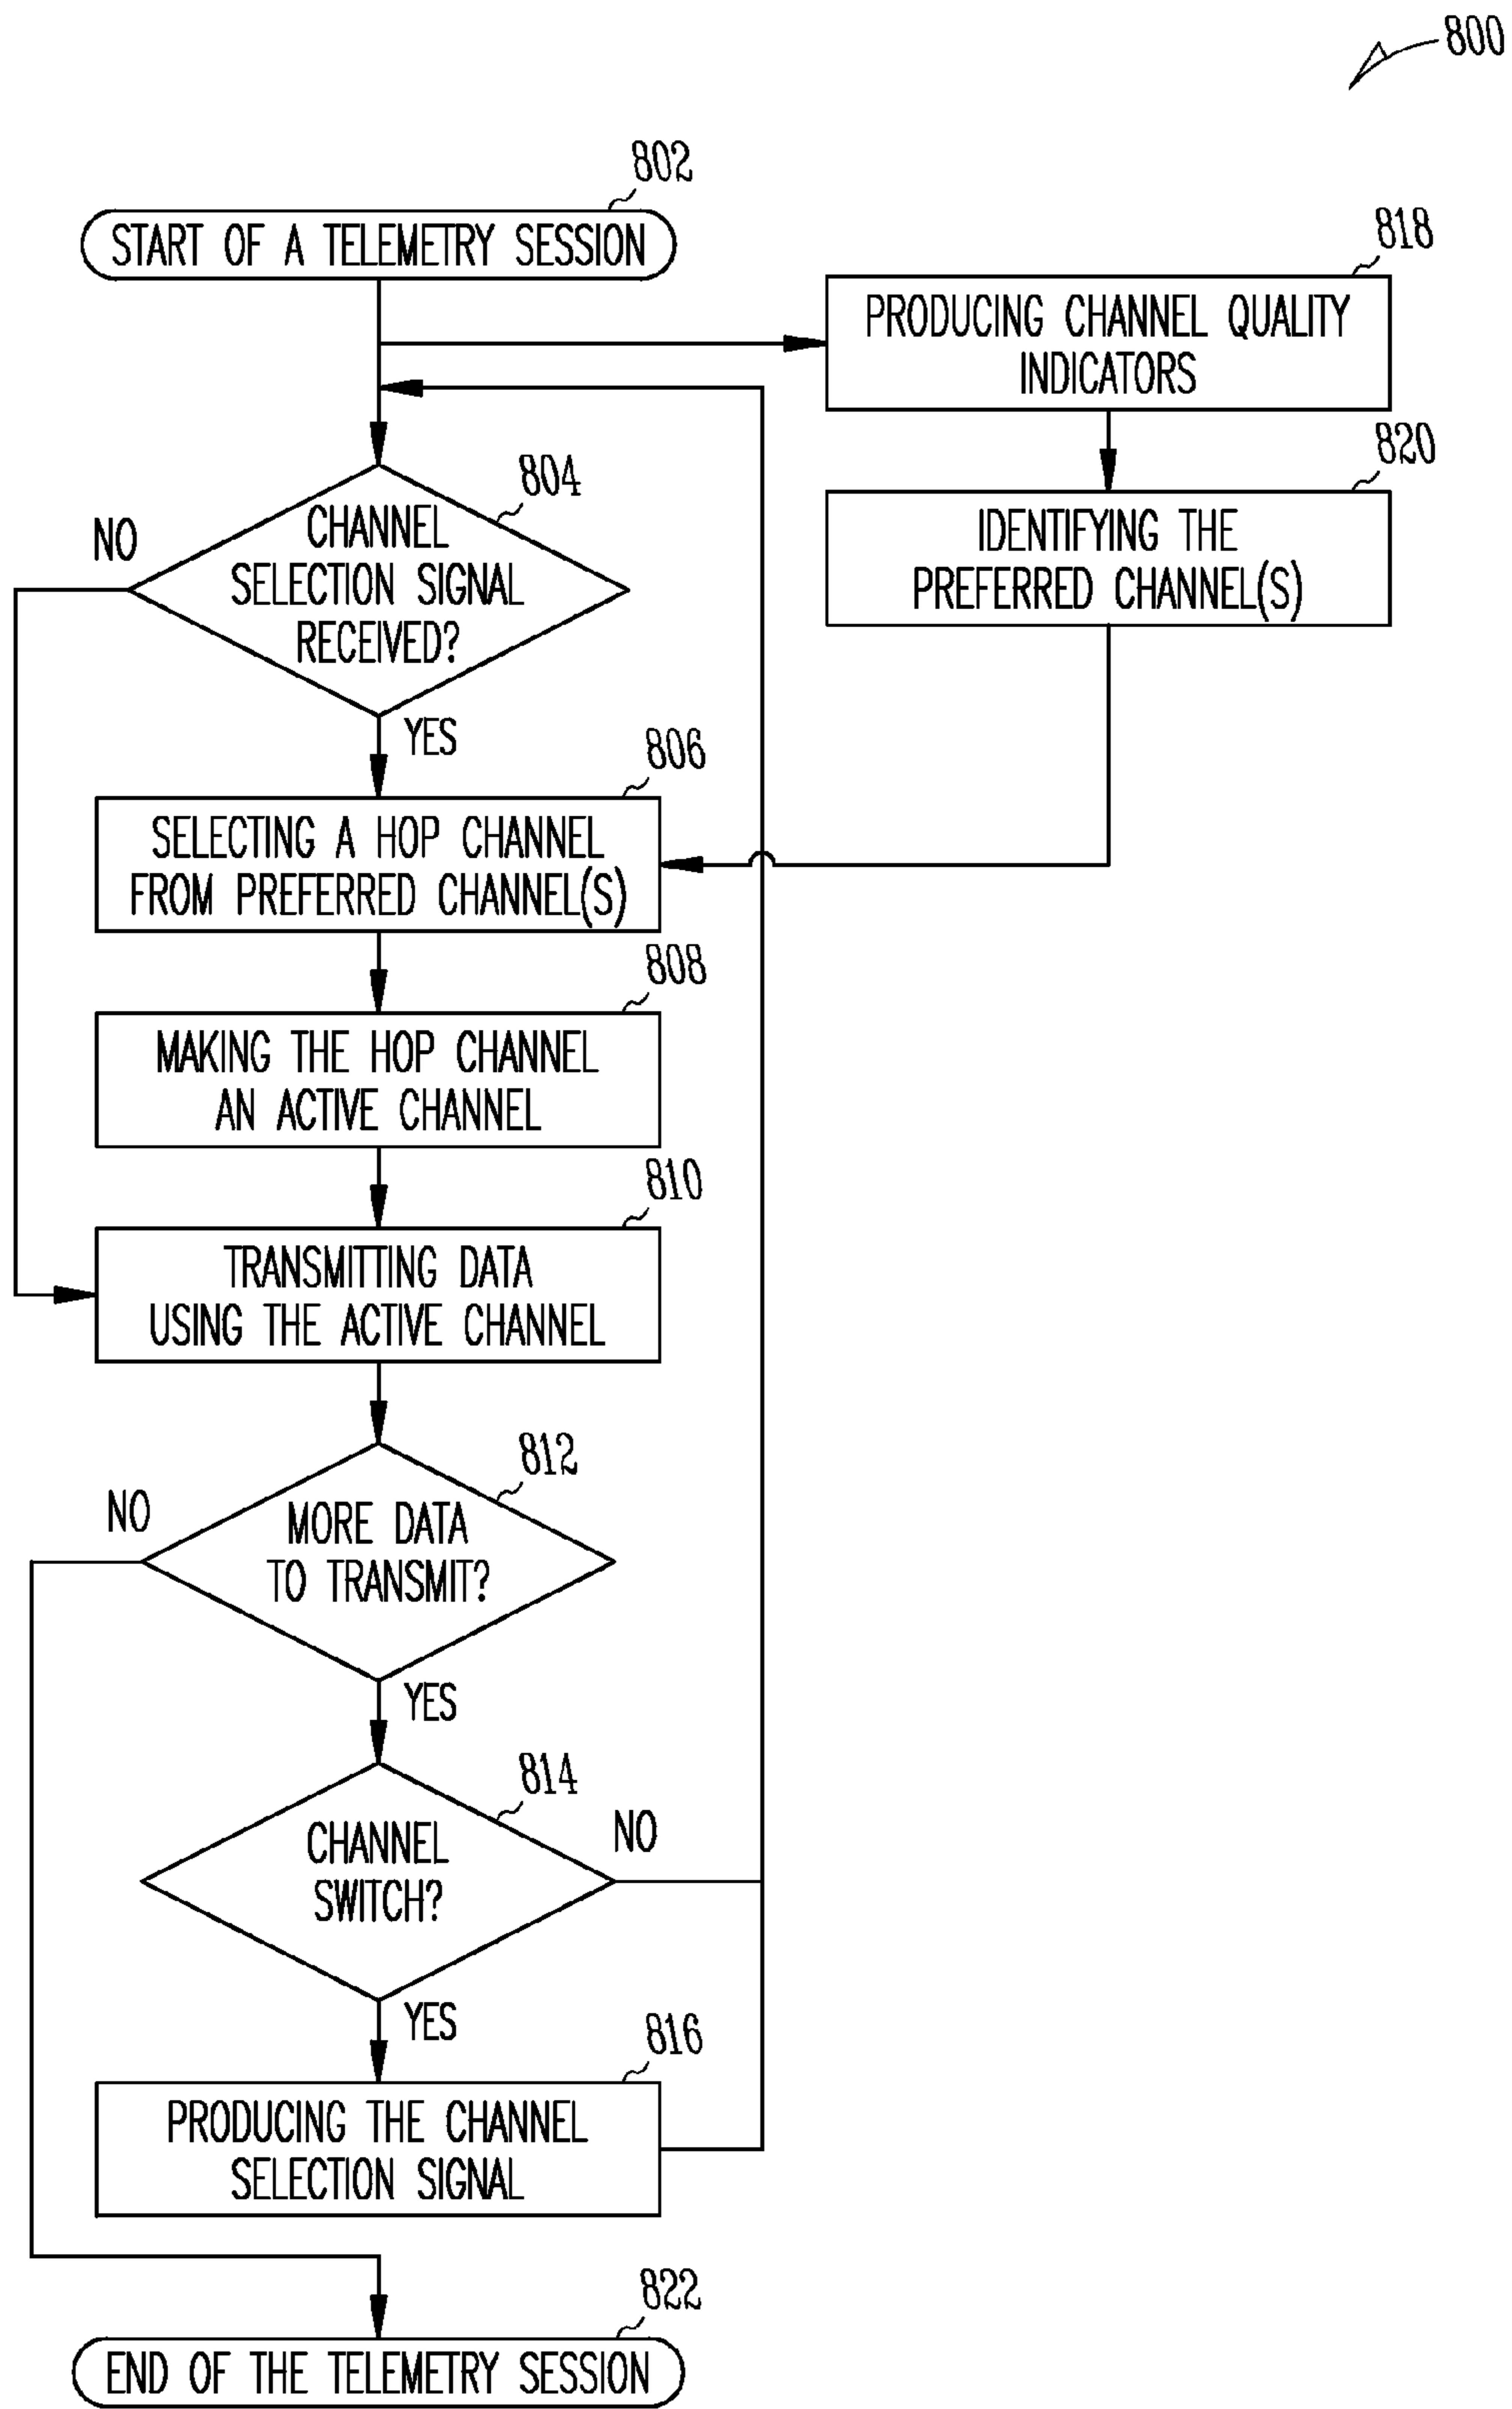 800
802
START OF A TELEMETRY SESSION
818
PRODUCING CHANNEL QUALITY
INDICATORS
804
NO
CHANNEL
SELECTION SIGNAL
RECEIVED?
820
IDENTIFYING THE
PREFERRED CHANNEL(S)
YES
806
SELECTING A HOP CHANNEL
FROM PREFERRED CHANNEL(S)
808
MAKING THE HOP CHANNEL
AN ACTIVE CHANNEL
810
TRANSMITTING DATA
USING THE ACTIVE CHANNEL
812
NO
MORE DATA
TO TRANSMIT?
YES
814
NO
CHANNEL
SWITCH?
YES
816
PRODUCING THE CHANNEL
SELECTION SIGNAL
822
END OF THE TELEMETRY SESSION